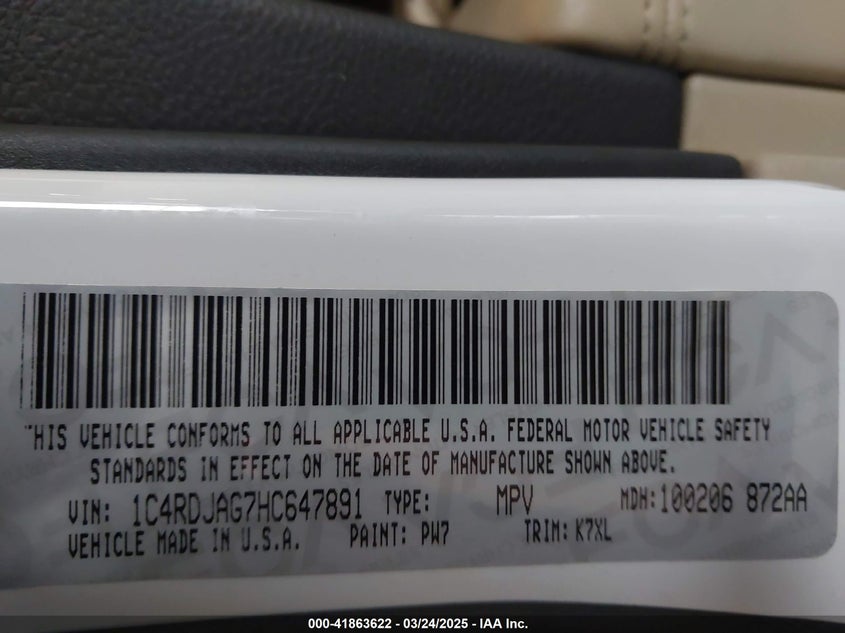 THIS VEHICLE CONFORMS TO ALL APPLICABLE U.S.A. FEDERAL MOTOR VEHICLE SAFETY
STANDARDS IN EFFECT ON THE DATE OF MANUFACTURE SHOWN ABOVE.
VIN: 1C4RDJAG7HC647891 TYPE: MPV MDH:100206 872AA
VEHICLE MADE IN U.S.A. PAINT: PW7 TRIM: K7XL
000-41863622 - 03/24/2025 - IAA Inc.